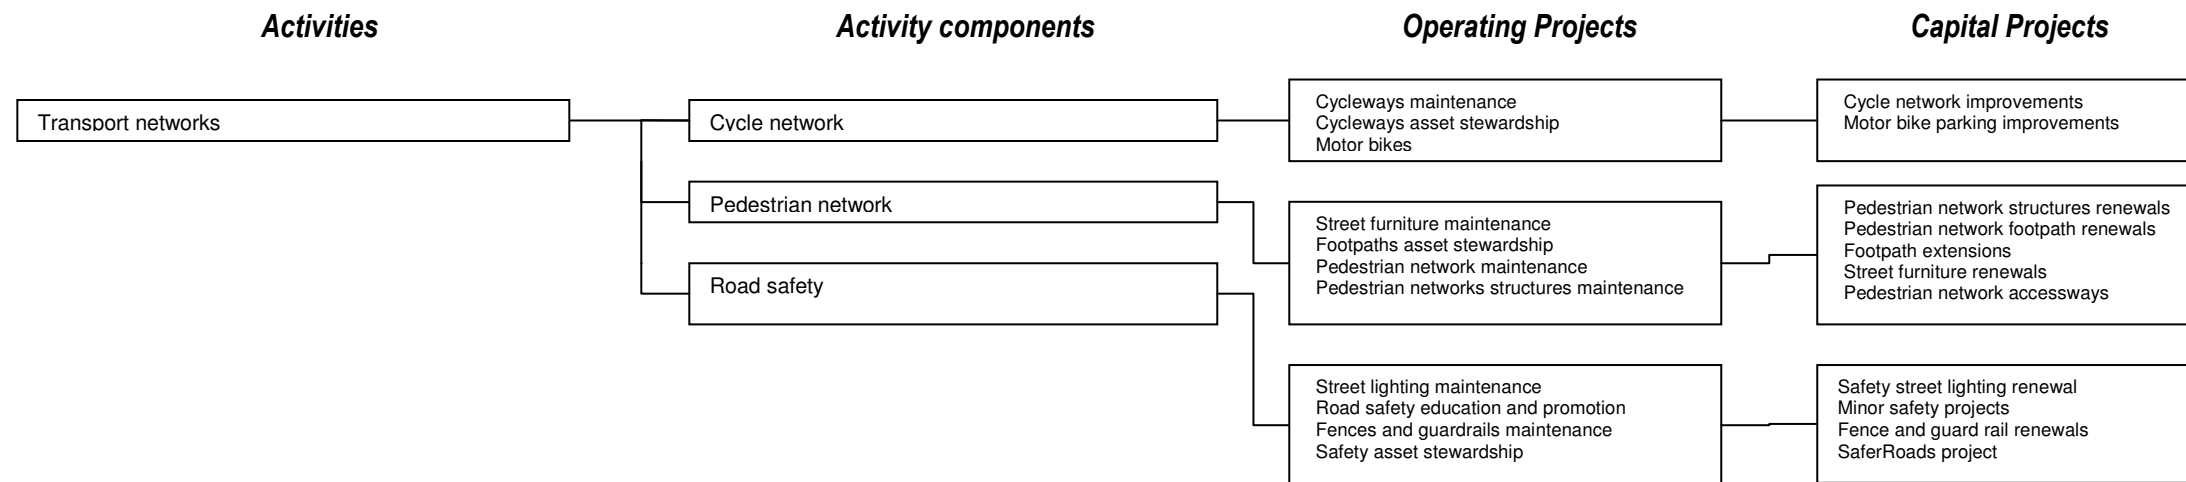 Activities
Activity components
Operating Projects
Capital Projects
Transport networks
Cycle network
Cycleways maintenance
Cycleways asset stewardship
Motor bikes
Cycle network improvements
Motor bike parking improvements
Pedestrian network
Street furniture maintenance
Footpaths asset stewardship
Pedestrian network maintenance
Pedestrian networks structures maintenance
Pedestrian network structures renewals
Pedestrian network footpath renewals
Footpath extensions
Street furniture renewals
Pedestrian network accessways
Road safety
Street lighting maintenance
Road safety education and promotion
Fences and guardrails maintenance
Safety asset stewardship
Safety street lighting renewal
Minor safety projects
Fence and guard rail renewals
SaferRoads project